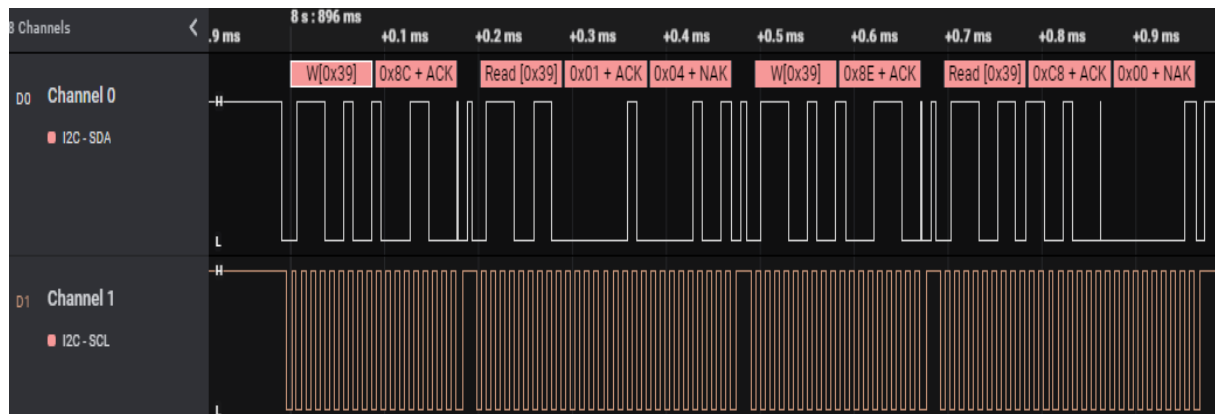 8 Channels
.9 ms
8 s : 896 ms
+0.1 ms
+0.2 ms
+0.3 ms
+0.4 ms
+0.5 ms
+0.6 ms
+0.7 ms
+0.8 ms
+0.9 ms
W[0x39]
0x8C + ACK
Read [0x39]
0x01 + ACK
0x04 + NAK
W[0x39]
0x8E + ACK
Read [0x39]
0xC8 + ACK
0x00 + NAK
D0
Channel 0
I2C - SDA
H
L
D1
Channel 1
I2C - SCL
H
L